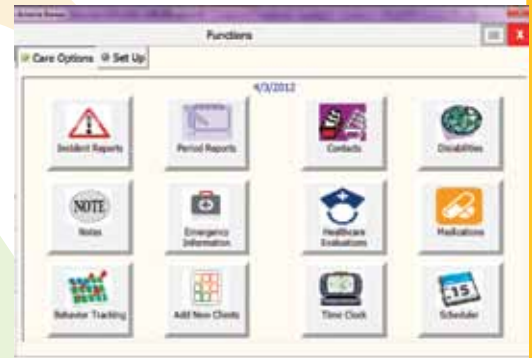 Functions
X
Care Options Set Up
4/3/2012
Incident Reports
Period Reports
Contacts
Disabilities
NOTE
Notes
Emergency
Information
Healthcare
Evaluations
Medications
Behavior Tracking
Add New Clients
Time Clock
15
Scheduler